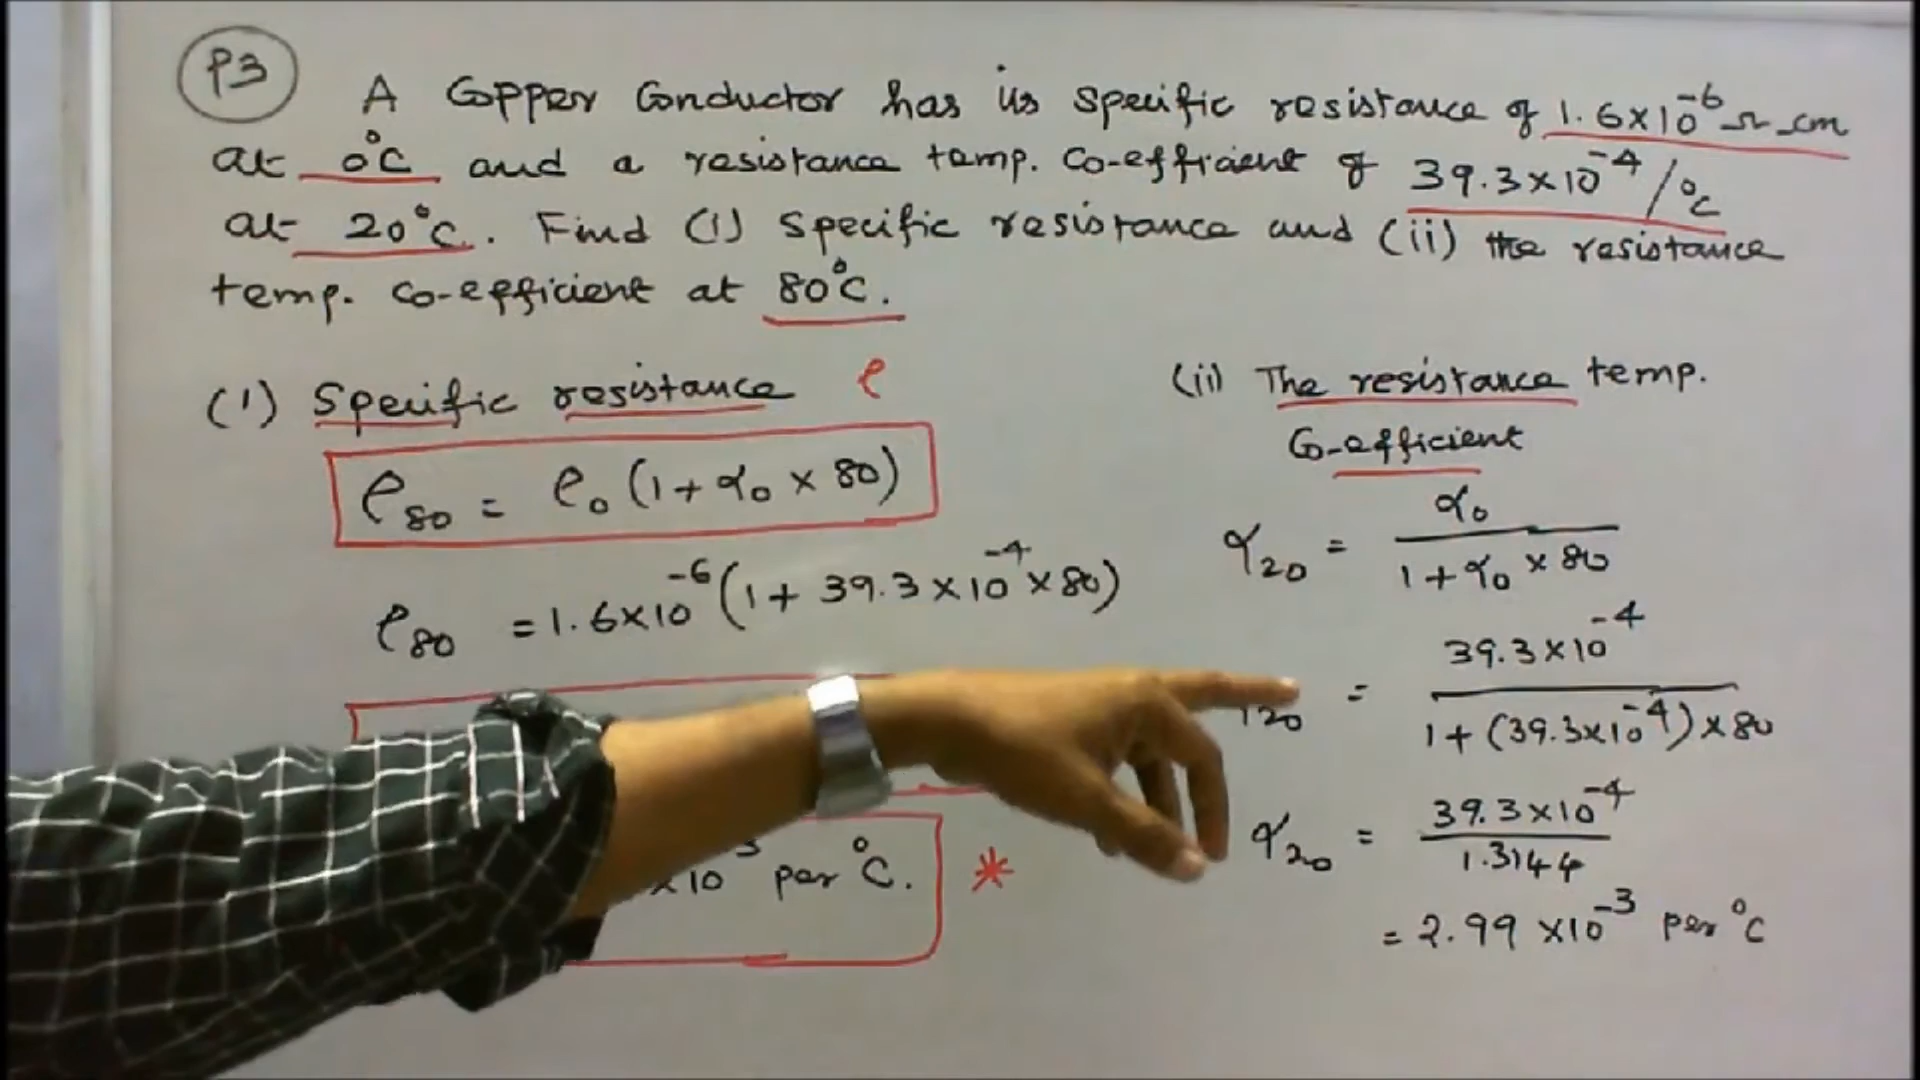 P3
A Copper Conductor has its specific resistance of 1.6×10⁻⁶ Ω-cm
at 0°C and a resistance temp. co-efficient of 39.3×10⁻⁴/°C
at 20°C. Find (1) specific resistance and (ii) the resistance
temp. co-efficient at 80°C.
(1) Specific resistance ρ
ρ₈₀ = ρ₀ (1 + α₀ × 80)
ρ₈₀ = 1.6×10⁻⁶ (1 + 39.3×10⁻⁴ × 80)
×10⁻³ per °C. *
(ii) The resistance temp.
Co-efficient
α₂₀ = α₀ / (1 + α₀ × 80)
₂₀ = 39.3×10⁻⁴ / (1 + (39.3×10⁻⁴) × 80)
α₂₀ = 39.3×10⁻⁴ / 1.3144
= 2.99 ×10⁻³ per °C